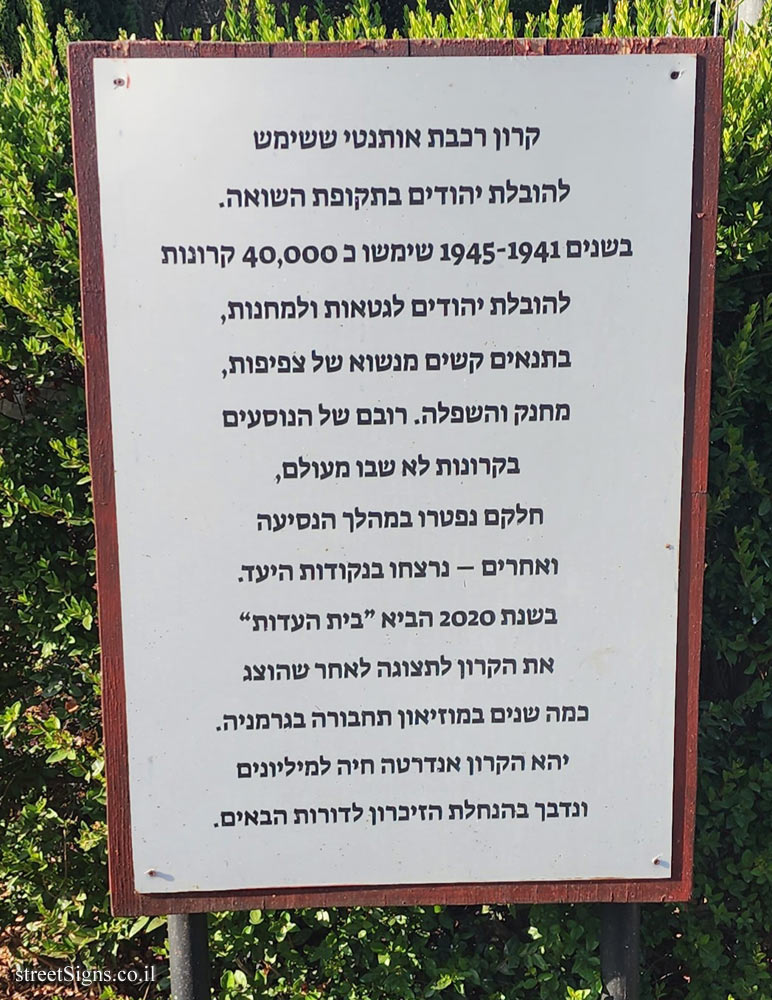 קרון רכבת אותנטי ששימש
להובלת יהודים בתקופת השואה.
בשנים 1945-1941 שימשו כ 40,000 קרונות
להובלת יהודים לגטאות ולמחנות,
בתנאים קשים מנשוא של צפיפות,
מחנק והשפלה. רובם של הנוסעים
בקרונות לא שבו מעולם,
חלקם נפטרו במהלך הנסיעה
ואחרים – נרצחו בנקודות היעד.
בשנת 2020 הביא "בית העדות"
את הקרון לתצוגה לאחר שהוצג
כמה שנים במוזיאון תחבורה בגרמניה.
יהא הקרון אנדרטה חיה למיליונים
ונדבך בהנחלת הזיכרון לדורות הבאים.
streetSigns.co.il